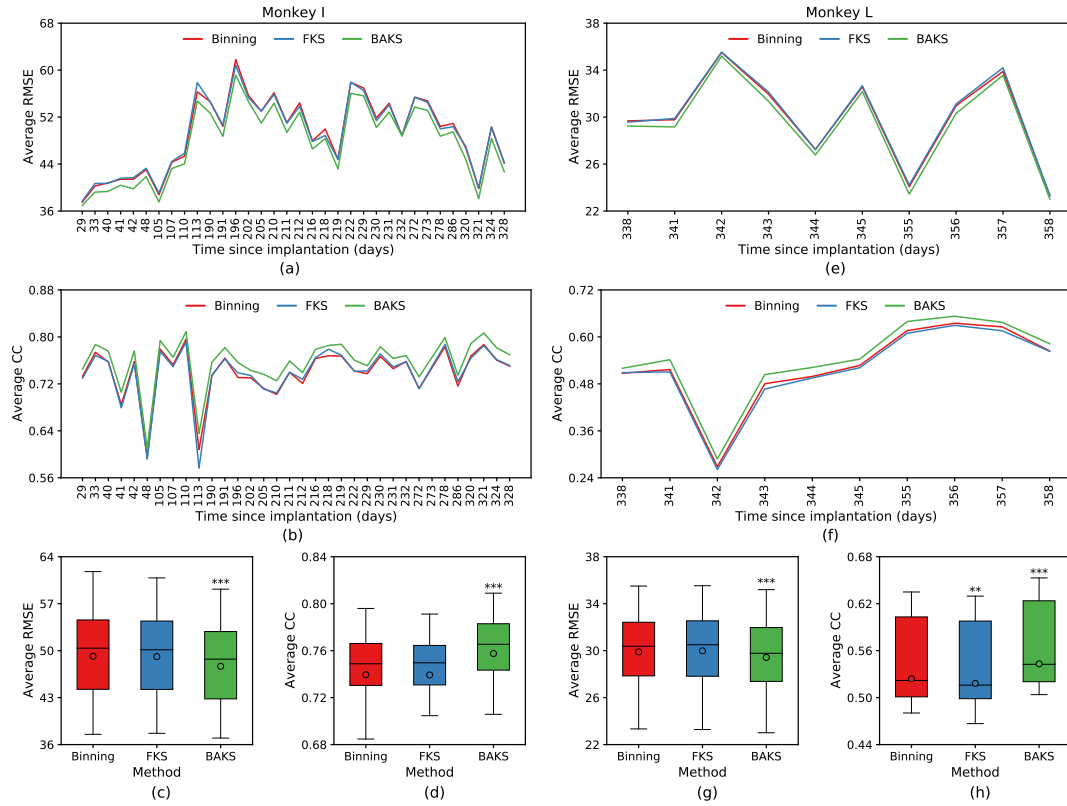 Monkey I
68
60
52
44
36
Average RMSE
Binning FKS BAKS
29 33 40 41 42 48 105 107 110 113 190 191 196 202 205 210 211 212 216 218 219 222 229 230 231 232 272 273 278 286 320 321 324 328
Time since implantation (days)
(a)
Monkey L
38
34
30
26
22
Average RMSE
Binning FKS BAKS
338 341 342 343 344 345 355 356 357 358
Time since implantation (days)
(e)
0.88
0.80
0.72
0.64
0.56
Average CC
Binning FKS BAKS
29 33 40 41 42 48 105 107 110 113 190 191 196 202 205 210 211 212 216 218 219 222 229 230 231 232 272 273 278 286 320 321 324 328
Time since implantation (days)
(b)
0.72
0.60
0.48
0.36
0.24
Average CC
Binning FKS BAKS
338 341 342 343 344 345 355 356 357 358
Time since implantation (days)
(f)
64
57
50
43
36
Average RMSE
***
Binning FKS BAKS
Method
(c)
0.84
0.80
0.76
0.72
0.68
Average CC
***
Binning FKS BAKS
Method
(d)
38
34
30
26
22
Average RMSE
***
Binning FKS BAKS
Method
(g)
0.68
0.62
0.56
0.50
0.44
Average CC
** ***
Binning FKS BAKS
Method
(h)